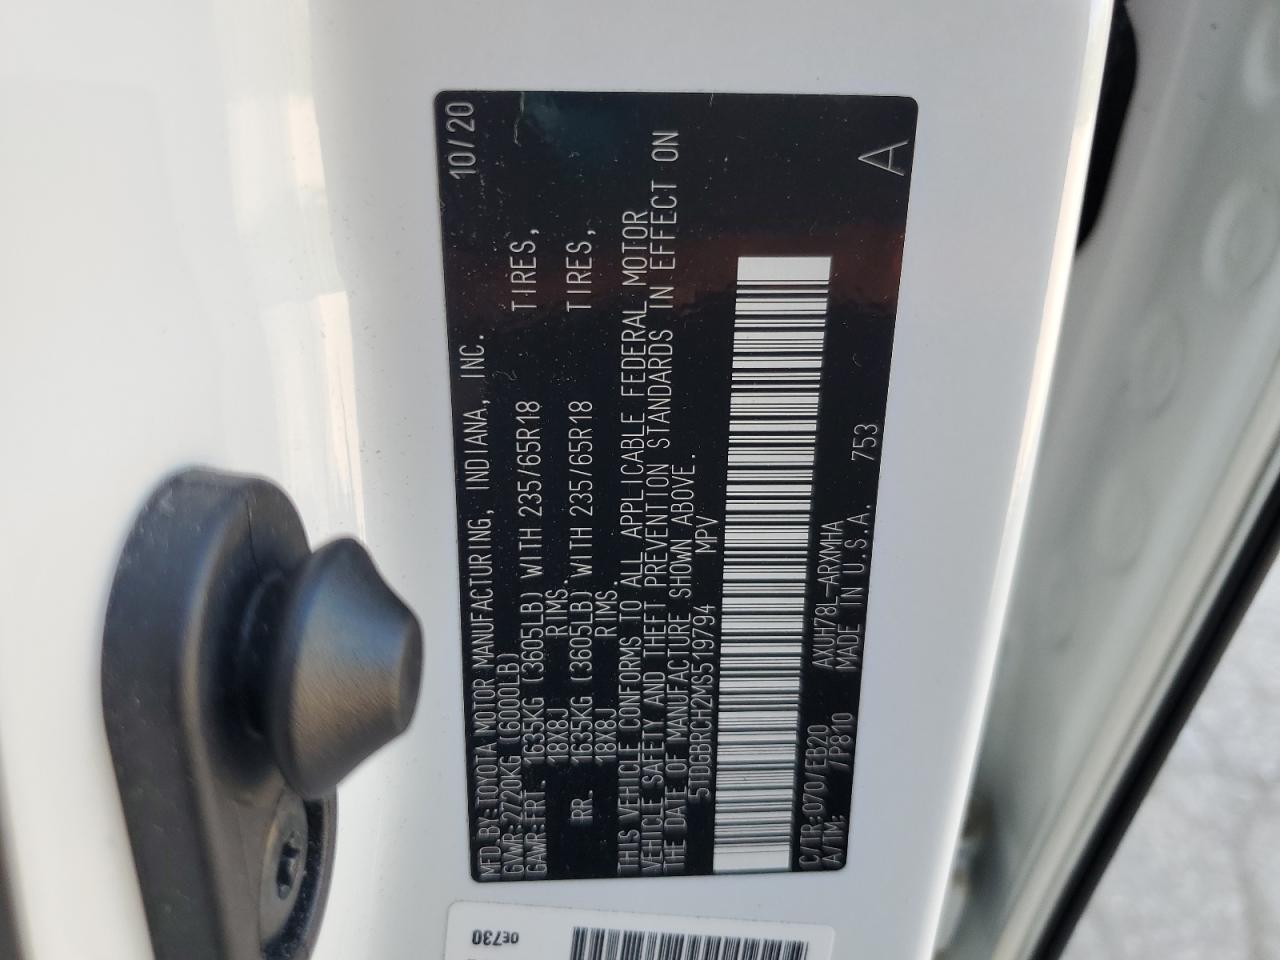 MFD.BY:TOYOTA MOTOR MANUFACTURING, INDIANA, INC. 10/20
GVWR:2720KG (6000LB)
GAWR:FRT. 1635KG (3605LB) WITH 235/65R18 TIRES,
18X8J RIMS.
RR. 1635KG (3605LB) WITH 235/65R18 TIRES,
18X8J RIMS.
THIS VEHICLE CONFORMS TO ALL APPLICABLE FEDERAL MOTOR
VEHICLE SAFETY AND THEFT PREVENTION STANDARDS IN EFFECT ON
THE DATE OF MANUFACTURE SHOWN ABOVE.
5TDGBRCH2MS519794 MPV
C/TR:070/EB20 AXUH78L-ARXMHA
A/TM: /P810 MADE IN U.S.A. 753
A
0E730